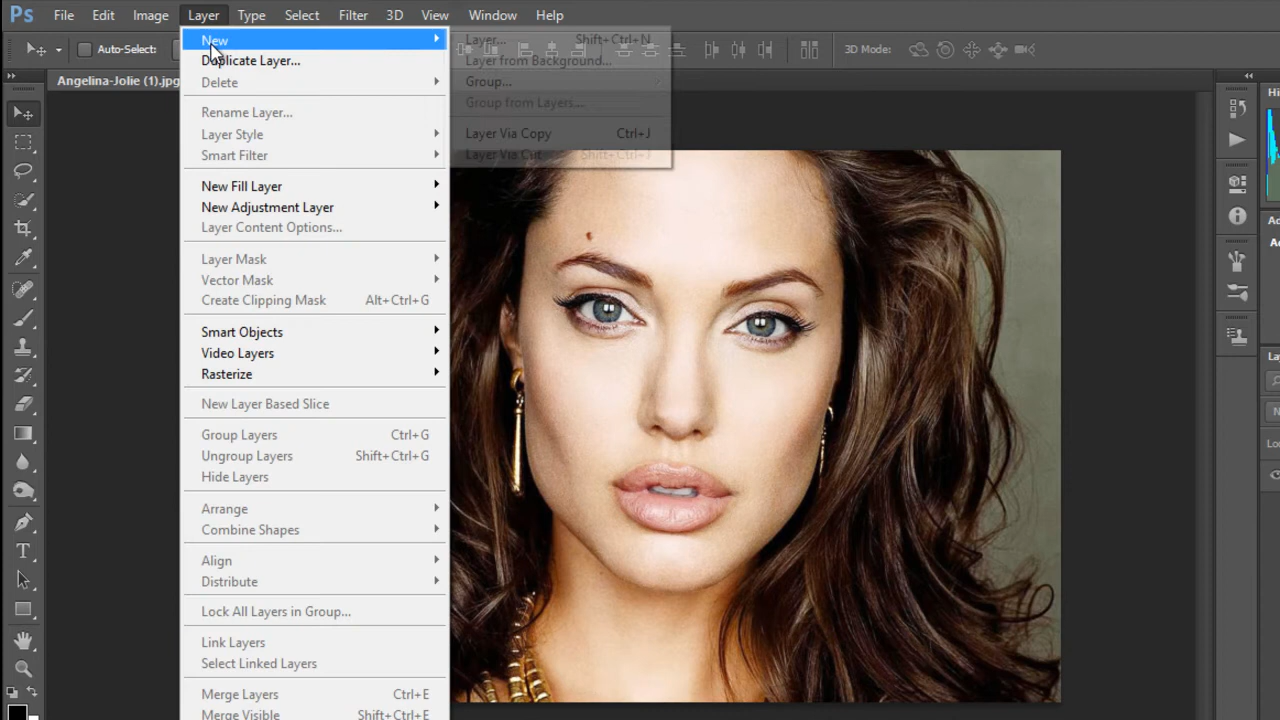 Ps File Edit Image Layer Type Select Filter 3D View Window Help
Auto-Select:
3D Mode:
Angelina-Jolie (1).jpg
New
Duplicate Layer...
Delete
Rename Layer...
Layer Style
Smart Filter
New Fill Layer
New Adjustment Layer
Layer Content Options...
Layer Mask
Vector Mask
Create Clipping Mask Alt+Ctrl+G
Smart Objects
Video Layers
Rasterize
New Layer Based Slice
Group Layers Ctrl+G
Ungroup Layers Shift+Ctrl+G
Hide Layers
Arrange
Combine Shapes
Align
Distribute
Lock All Layers in Group...
Link Layers
Select Linked Layers
Merge Layers Ctrl+E
Merge Visible Shift+Ctrl+E
Layer... Shift+Ctrl+N
Layer from Background...
Group...
Group from Layers...
Layer Via Copy Ctrl+J
Layer Via Cut Shift+Ctrl+J